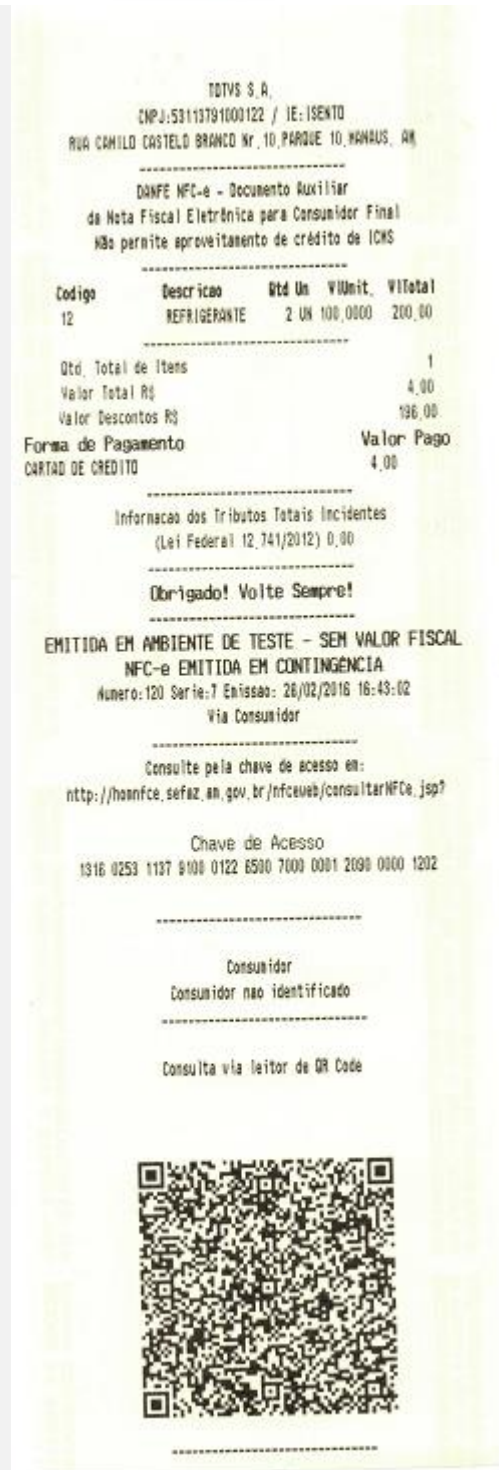 TOTVS S.A.
CNPJ:53113791000122 / IE:ISENTO
RUA CAMILO CASTELO BRANCO Nr.10,PARQUE 10,MANAUS, AM
------------------------------
DANFE NFC-e - Documento Auxiliar
da Nota Fiscal Eletrônica para Consumidor Final
Não permite aproveitamento de crédito de ICMS
------------------------------
Codigo Descricao Qtd Un VlUnit. VlTotal
12 REFRIGERANTE 2 UN 100,0000 200,00
------------------------------
Qtd. Total de Itens 1
Valor Total R$ 4,00
Valor Descontos R$ 196,00
Forma de Pagamento Valor Pago
CARTAO DE CREDITO 4,00
------------------------------
Informacao dos Tributos Totais Incidentes
(Lei Federal 12.741/2012) 0,00
------------------------------
Obrigado! Volte Sempre!
------------------------------
EMITIDA EM AMBIENTE DE TESTE - SEM VALOR FISCAL
NFC-e EMITIDA EM CONTINGÊNCIA
Numero:120 Serie:7 Emissao: 26/02/2016 16:43:02
Via Consumidor
------------------------------
Consulte pela chave de acesso em:
http://homnfce.sefaz.am.gov.br/nfceweb/consultarNFCe.jsp?
Chave de Acesso
1316 0253 1137 9100 0122 6500 7000 0001 2090 0000 1202
------------------------------
Consumidor
Consumidor nao identificado
------------------------------
Consulta via leitor de QR Code
------------------------------